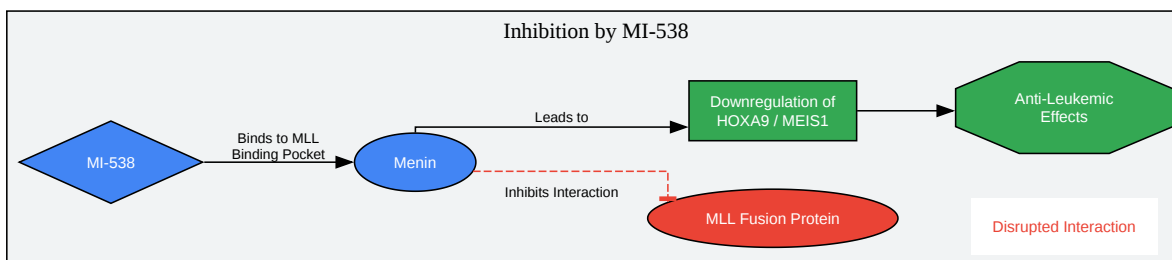 Inhibition by MI-538
MI-538
Binds to MLL
Binding Pocket
Menin
Leads to
Downregulation of
HOXA9 / MEIS1
Anti-Leukemic
Effects
Inhibits Interaction
MLL Fusion Protein
Disrupted Interaction